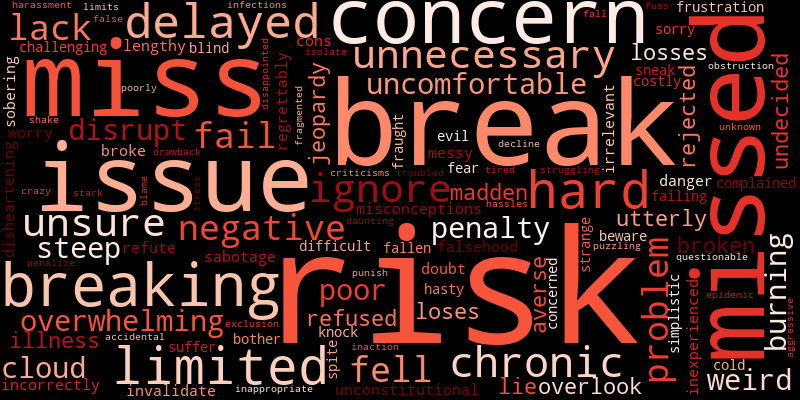 harassment
limits
false
infections
fail
fuss
frustration
lack
delayed
concern
sorry
challenging
lengthy
blind
cons
isolate
unnecessary
losses
missed
sobering
miss
poorly
disappointed
regrettably
jeopardy
uncomfortable
sneak
costly
obstruction
rejected
undecided
shake
worry
disrupt
fail
fragmented
break
irrelevant
unknown
broke
drawback
fraught
evil
messy
decline
disheartening
issue
crazy
stark
blame
stress
criticisms
troubled
fear
tired
struggling
danger
complained
ignore
madden
hassles
hard
failing
misconceptions
daunting
unsure
negative
penalty
strange
utterly
steep
refute
sabotage
difficult
fallen
falsehood
beware
puzzling
problem
broken
questionable
burning
penalize
breaking
risk
punish
doubt
averse
concerned
simplistic
inexperienced
epidemic
aggressive
poor
hasty
overwhelming
exclusion
refused
loses
illness
accidental
bother
knock
suffer
spite
inaction
cloud
limited
fell
chronic
cold
weird
incorrectly
invalidate
inappropriate
unconstitutional
lie
overlook